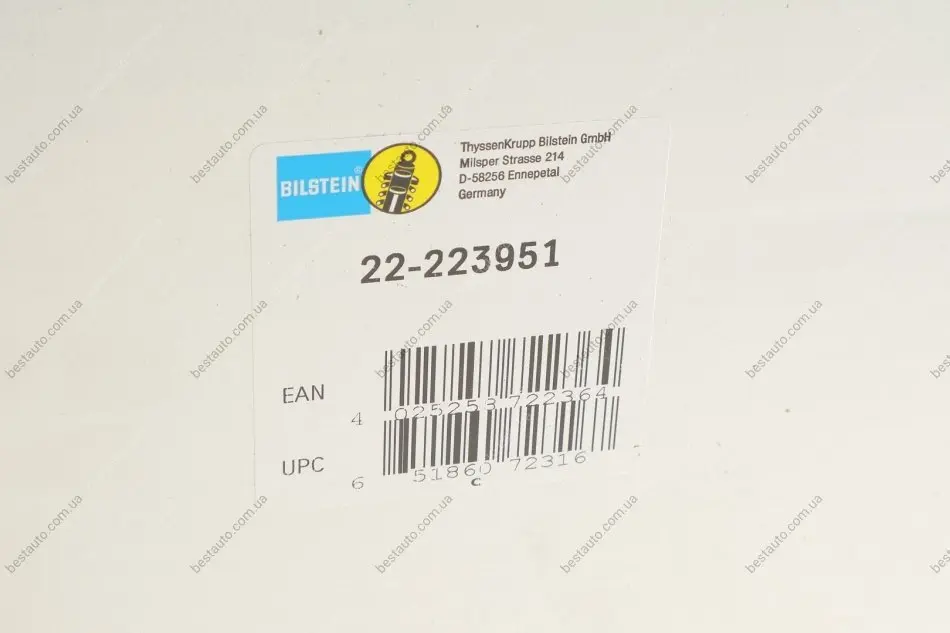 BILSTEIN®
ThyssenKrupp Bilstein GmbH
Milsper Strasse 214
D-58256 Ennepetal
Germany
22-223951
EAN
4 025258 722364
UPC
6 51860 72316
c
bestauto.com.ua